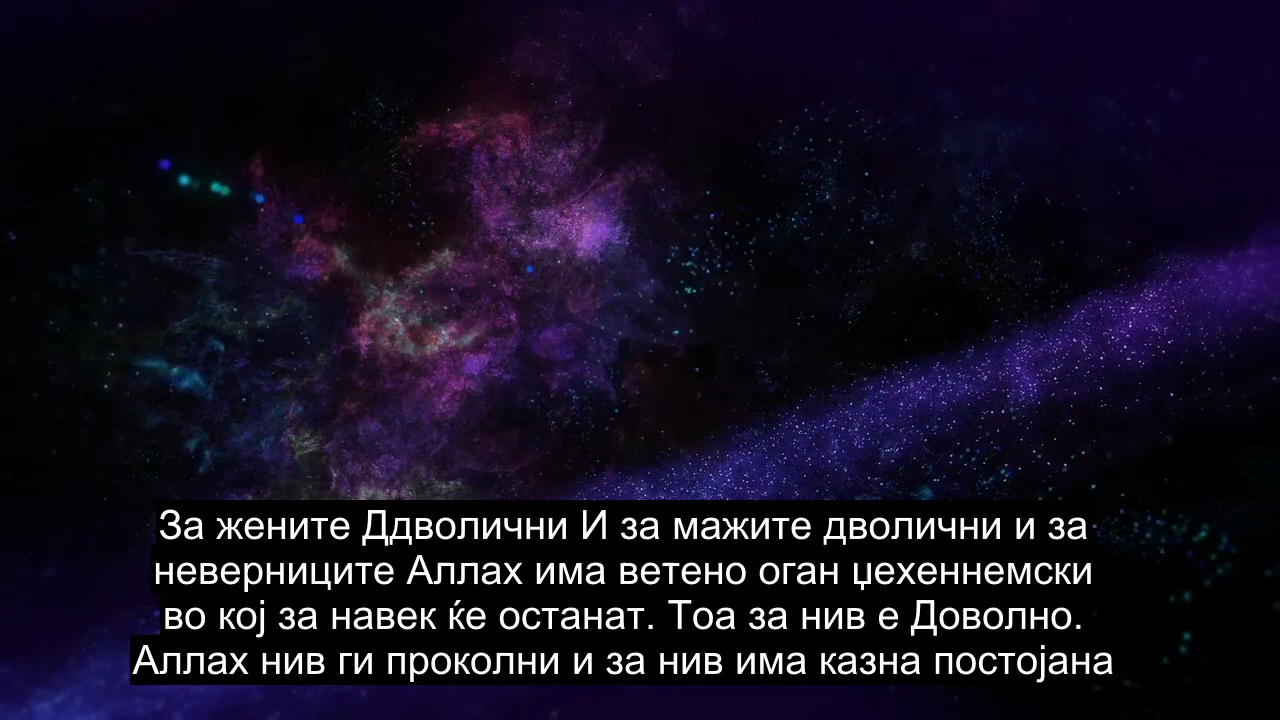 За жените Ддволични И за мажите дволични и за
неверниците Аллах има ветено оган џехеннемски
во кој за навек ќе останат. Тоа за нив е Доволно.
Аллах нив ги проколни и за нив има казна постојана